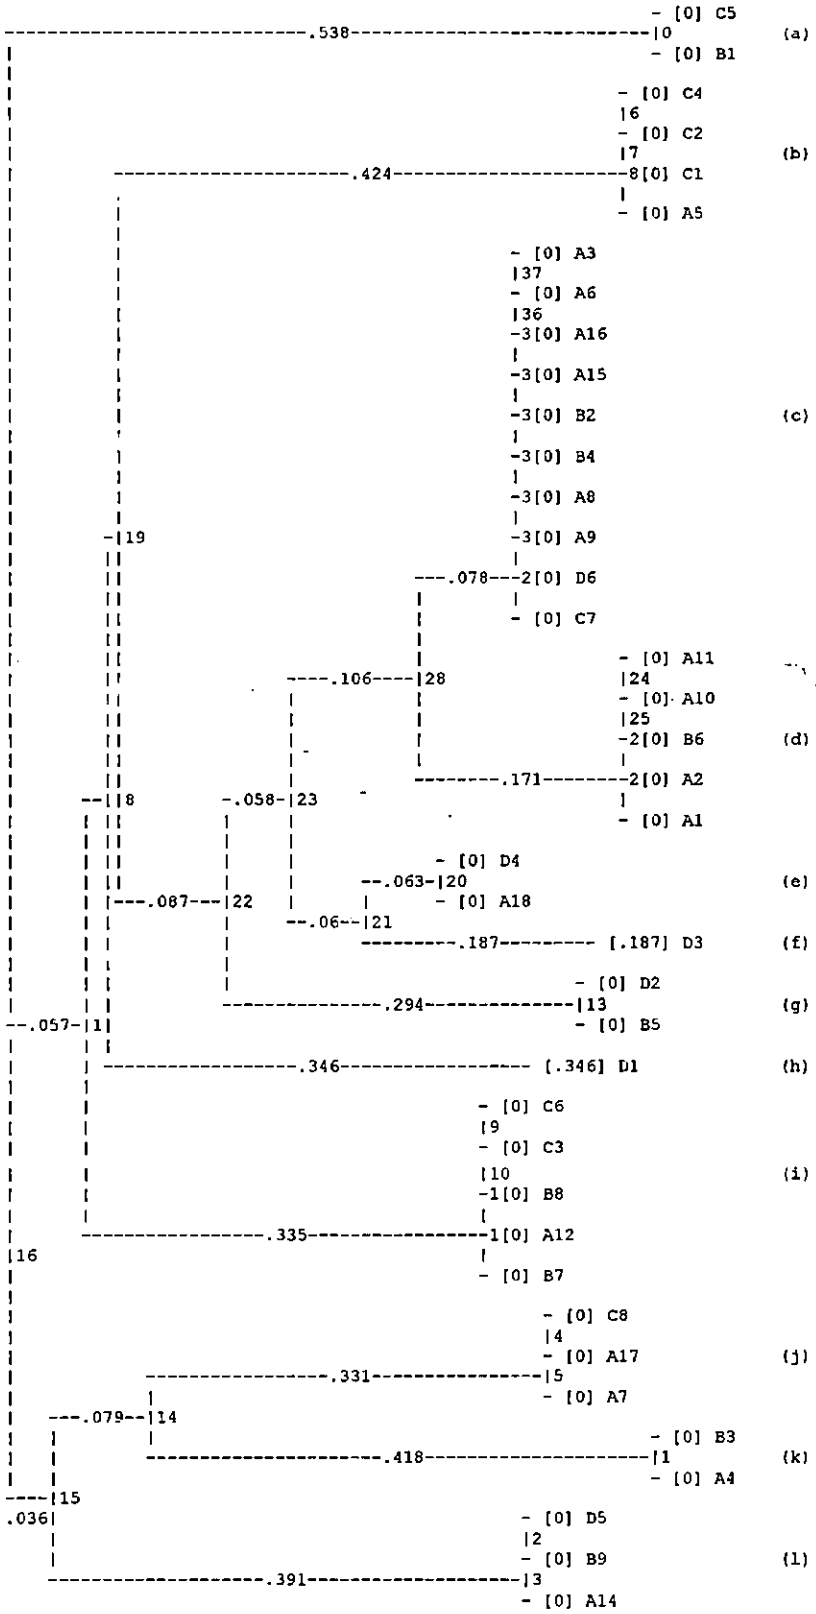 [0] C5
.538 0 (a)
[0] B1
[0] C4
6
[0] C2
7 (b)
.424 8[0] C1
[0] A5
[0] A3
37
[0] A6
36
3[0] A16
3[0] A15
3[0] B2 (c)
3[0] B4
3[0] A8
19 3[0] A9
.078 2[0] D6
[0] C7
[0] A11
.106 28 24
[0] A10
25
2[0] B6 (d)
.171 2[0] A2
8 .058 23
[0] A1
[0] D4
.063 20 (e)
.087 22 [0] A18
.06 21
.187 [.187] D3 (f)
[0] D2
.294 13 (g)
.057 1 [0] B5
.346 [.346] D1 (h)
[0] C6
9
[0] C3
10 (i)
1[0] B8
.335 1[0] A12
16
[0] B7
[0] C8
4
[0] A17 (j)
.331 5
[0] A7
.079 14
[0] B3
.418 1 (k)
[0] A4
15
.036 [0] D5
2
[0] B9 (l)
.391 3
[0] A14